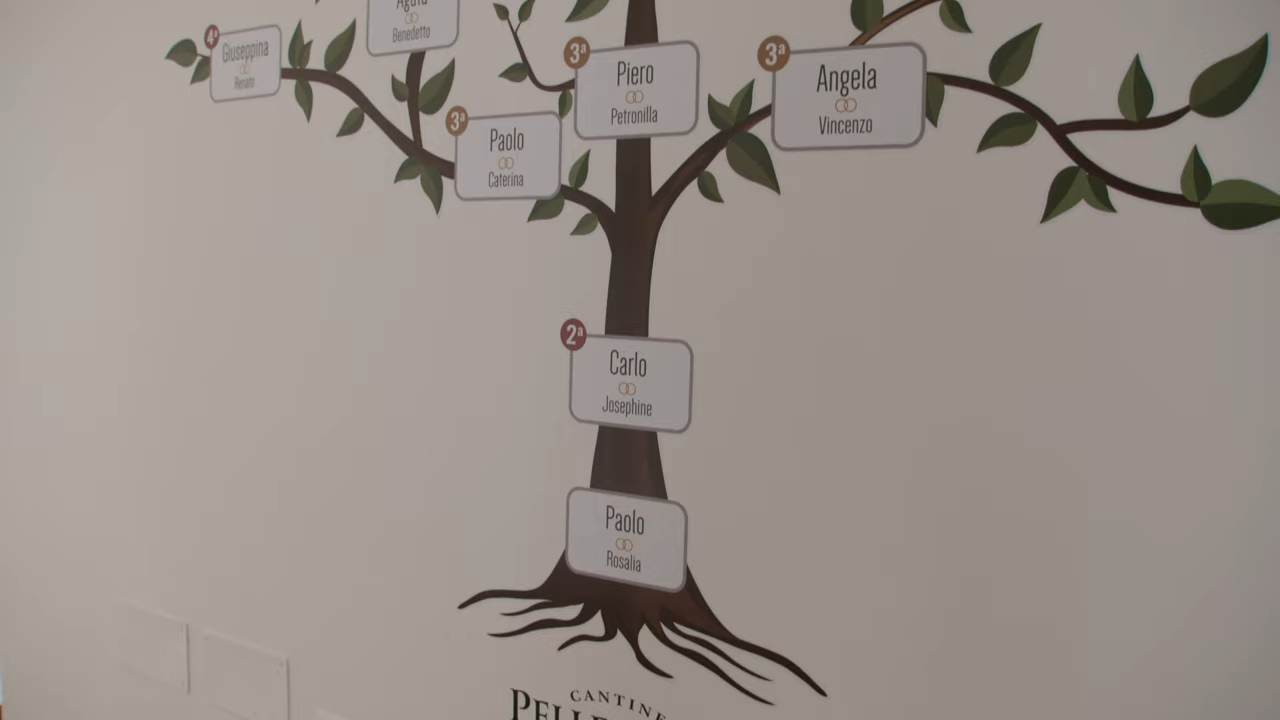 Agata
Benedetto
4ª
Giuseppina
Renato
3ª
Piero
Petronilla
3ª
Angela
Vincenzo
3ª
Paolo
Caterina
2ª
Carlo
Josephine
Paolo
Rosalia
CANTINE